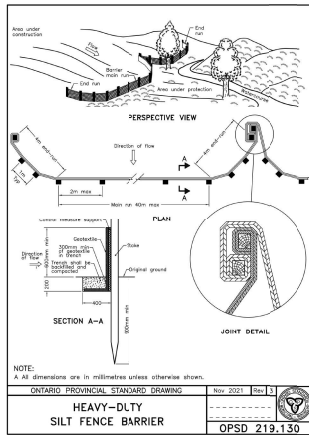 Area under
construction
Flow
End
run
Barrier
main run
End run
Area under protection
Watercourse
PERSPECTIVE VIEW
4m end-run
Direction of flow
A
4m end-run
1m
Typ
2m max
A
Main run 40m max
PLAN
Geotextile
300mm min
of geotextile
in trench
Trench shall be
backfilled and
compacted
Stake
Direction
of flow
Original ground
200
400
SECTION A-A
JOINT DETAIL
NOTE:
A All dimensions are in millimetres unless otherwise shown.
ONTARIO PROVINCIAL STANDARD DRAWING
Nov 2021
Rev 3
HEAVY-DUTY
SILT FENCE BARRIER
OPSD 219.130